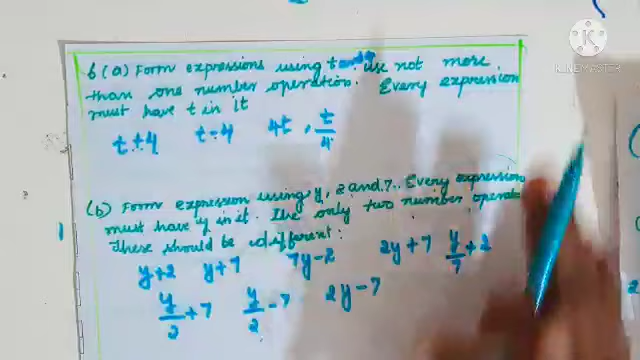 KINEMASTER
6 (a) Form expressions using t and 4. Use not more
than one number operation. Every expression
must have t in it
t+4 t-4 4t , t/4
(b) Form expression using y, 2 and 7. Every expression
must have y in it. Use only two number operat
These should be different:
y+2 y+7 7y-2 2y+7 y/7+2
y/2+7 y/2-7 2y-7